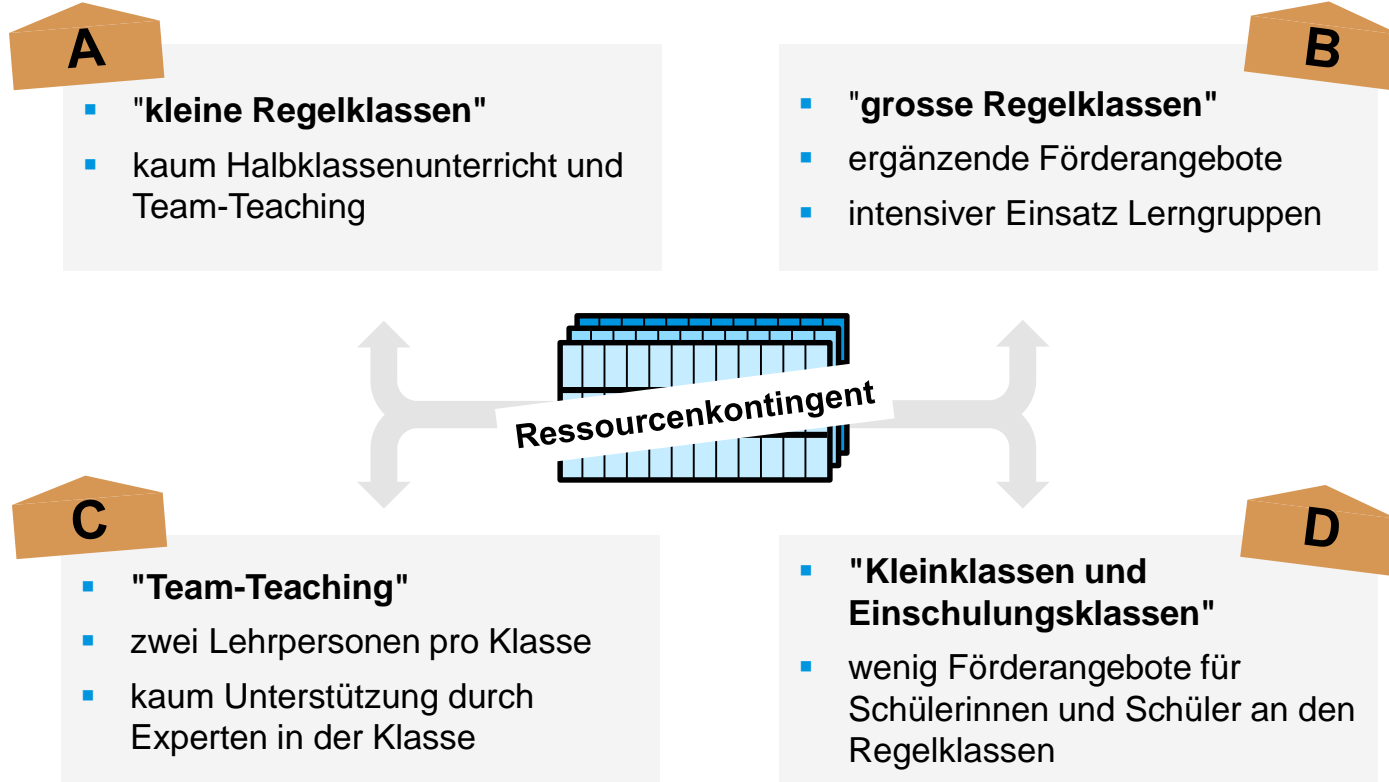 A
"kleine Regelklassen"
kaum Halbklassenunterricht und
Team-Teaching
B
"grosse Regelklassen"
ergänzende Förderangebote
intensiver Einsatz Lerngruppen
Ressourcenkontingent
C
"Team-Teaching"
zwei Lehrpersonen pro Klasse
kaum Unterstützung durch
Experten in der Klasse
D
"Kleinklassen und
Einschulungsklassen"
wenig Förderangebote für
Schülerinnen und Schüler an den
Regelklassen